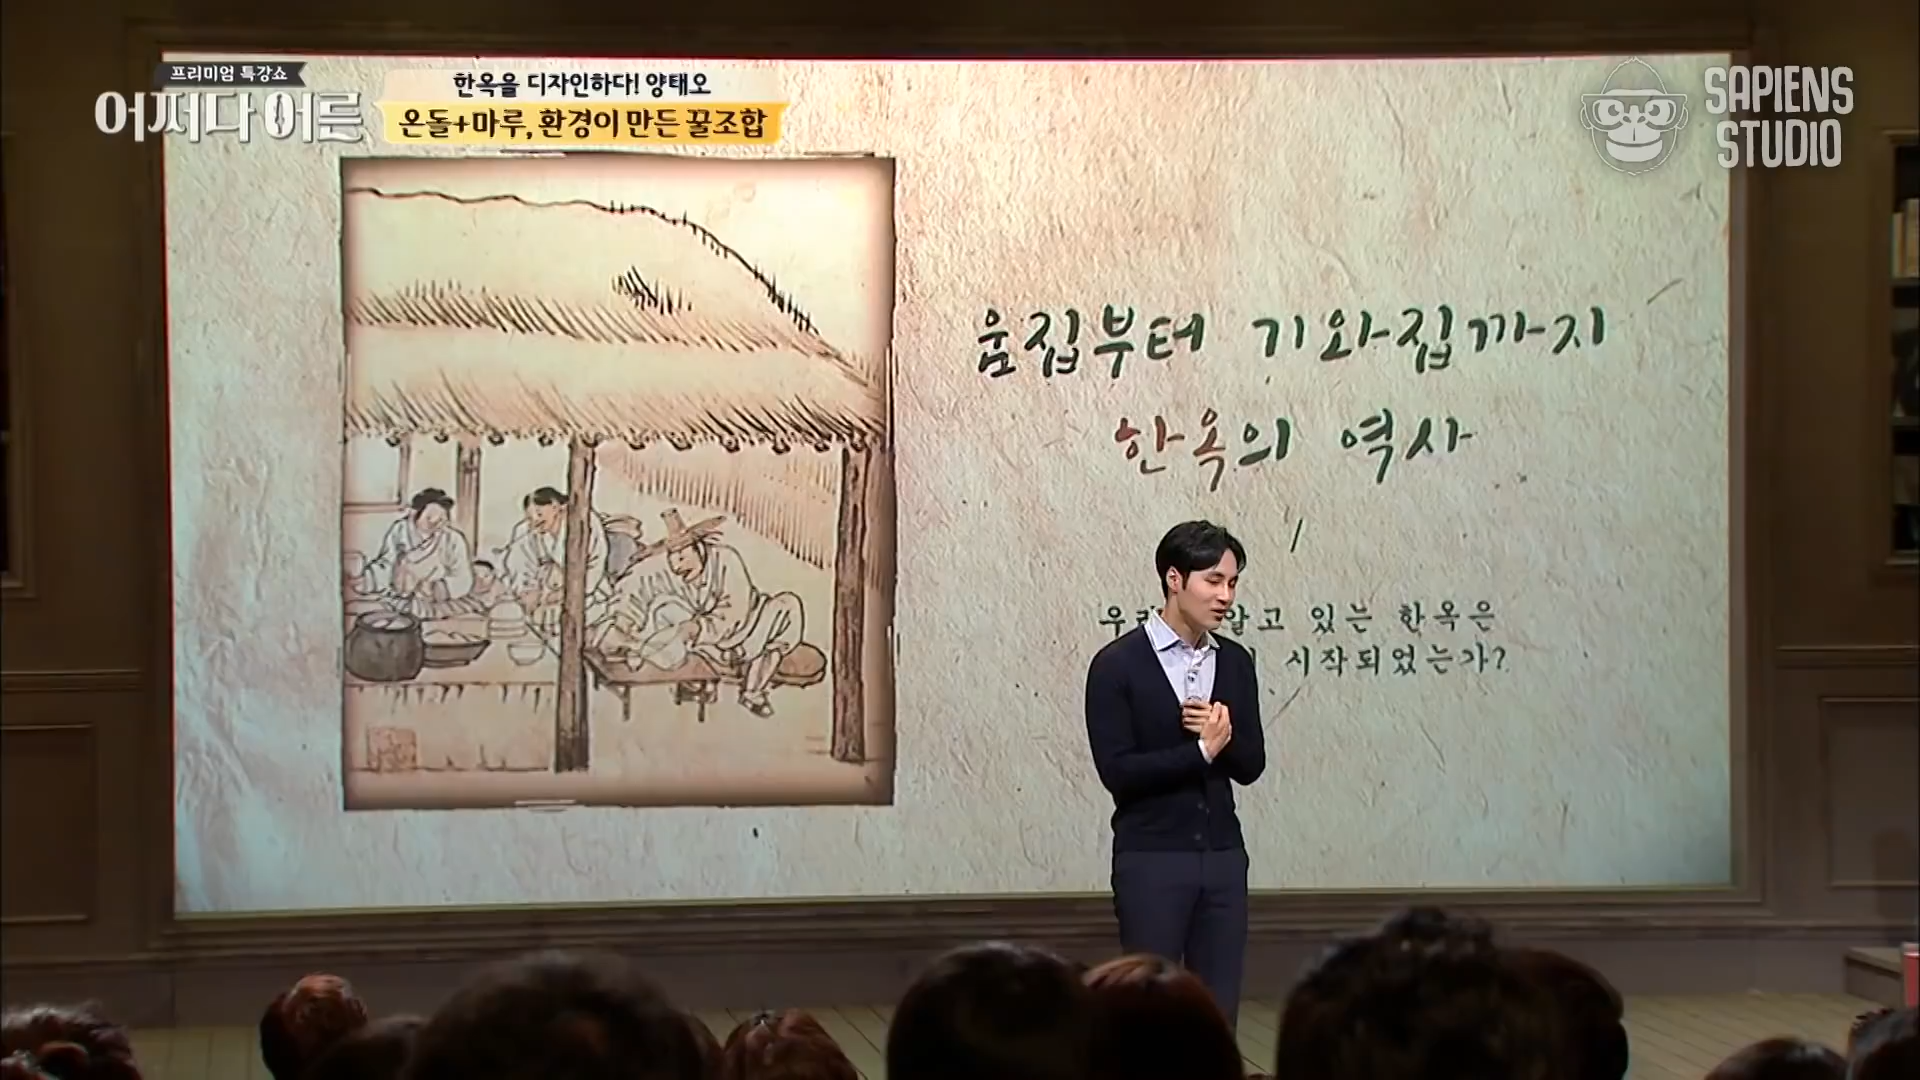 프리미엄 특강쇼
어쩌다 어른
한옥을 디자인하다! 양태오
온돌+마루, 환경이 만든 꿀조합
SAPIENS
STUDIO
움집부터 기와집까지
한옥의 역사
알고 있는 한옥은
시작되었는가?